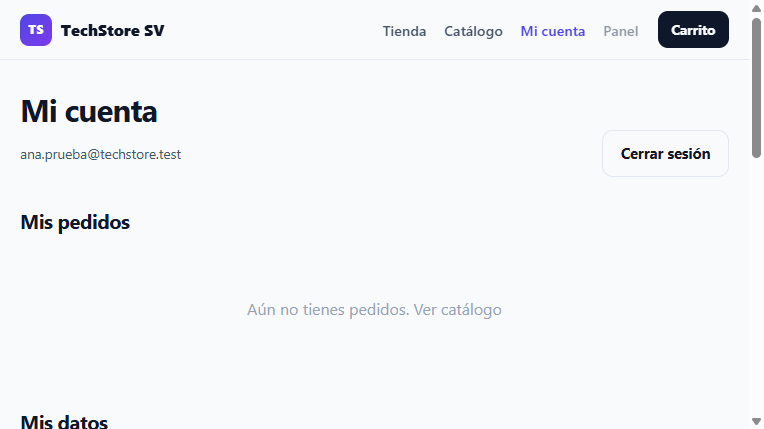 TS TechStore SV Tienda Catálogo Mi cuenta Panel Carrito
Mi cuenta
ana.prueba@techstore.test
Cerrar sesión
Mis pedidos
Aún no tienes pedidos. Ver catálogo
Mis datos